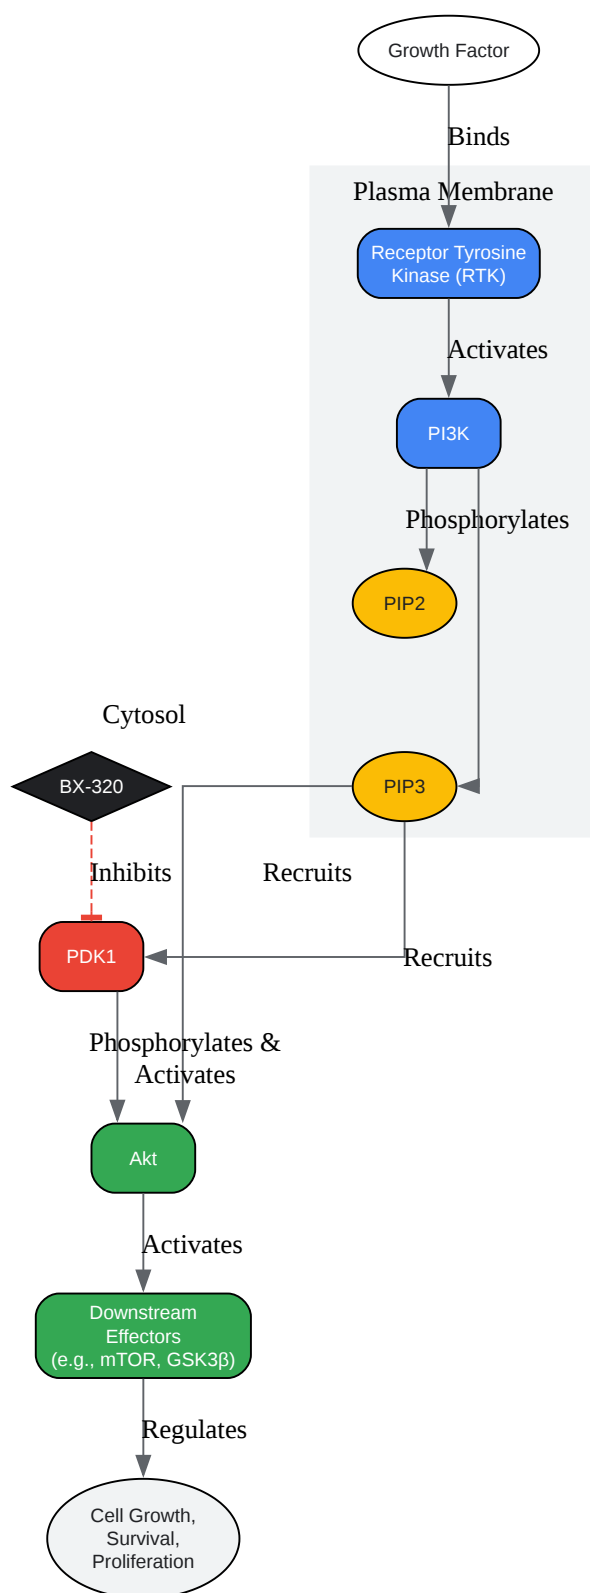 Growth Factor
Binds
Plasma Membrane
Receptor Tyrosine
Kinase (RTK)
Activates
PI3K
Phosphorylates
PIP2
Cytosol
BX-320
PIP3
Inhibits
Recruits
PDK1
Recruits
Phosphorylates &
Activates
Akt
Activates
Downstream
Effectors
(e.g., mTOR, GSK3β)
Regulates
Cell Growth,
Survival,
Proliferation